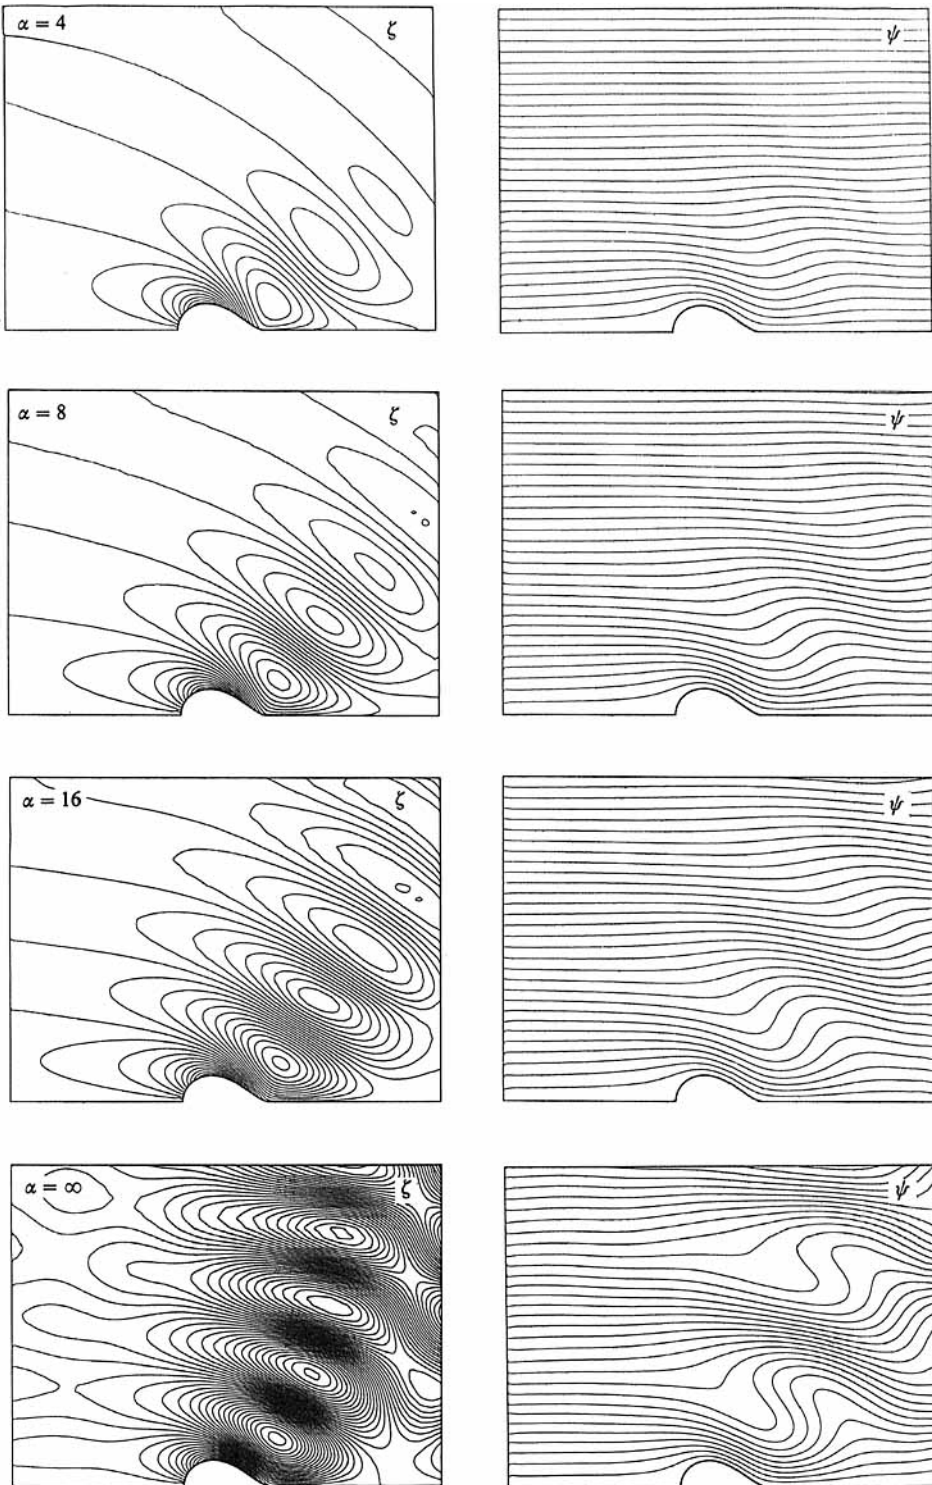 α = 4
ζ
ψ
α = 8
ζ
ψ
α = 16
ζ
ψ
α = ∞
ζ
ψ